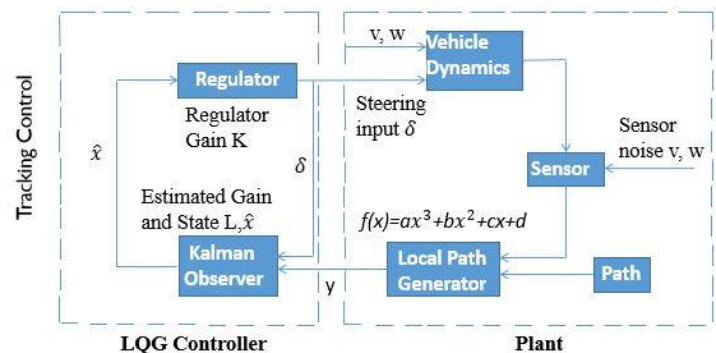 Tracking Control
v, w
Vehicle
Dynamics
Regulator
Regulator
Gain K
Steering
input δ
Sensor
noise v, w
x̂
δ
Sensor
Estimated Gain
and State L,x̂
f(x)=ax³+bx²+cx+d
Kalman
Observer
Local Path
Generator
Path
y
LQG Controller
Plant